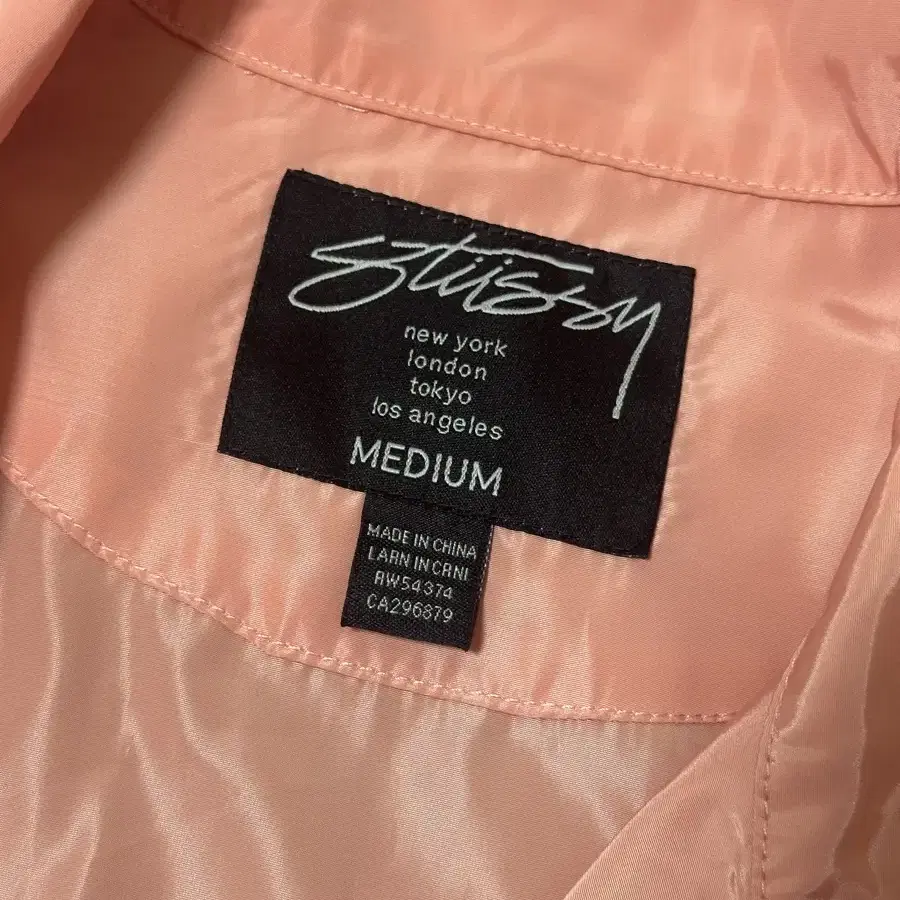 stüssy
new york
london
tokyo
los angeles
MEDIUM
MADE IN CHINA
LARN IN CRNI
RW54374
CA296879